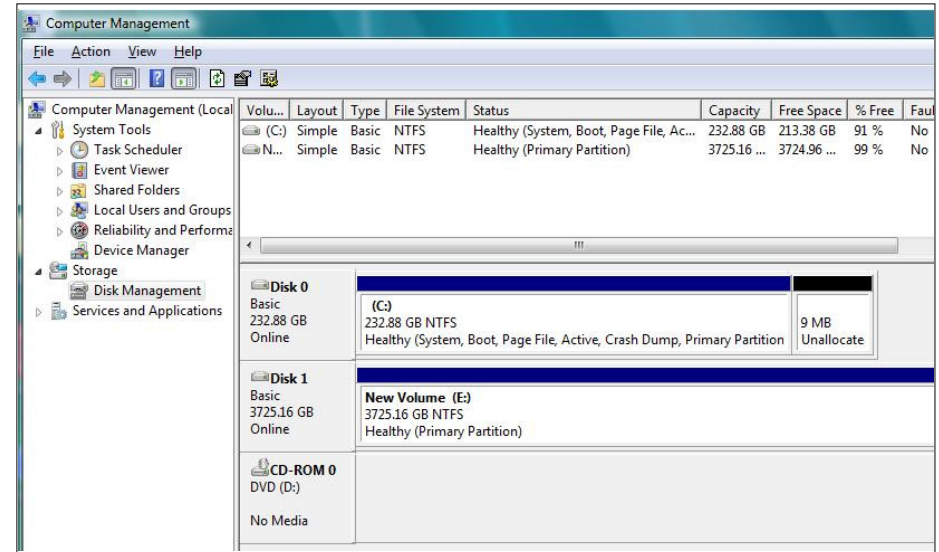 Computer Management
File Action View Help
Computer Management (Local
System Tools
Task Scheduler
Event Viewer
Shared Folders
Local Users and Groups
Reliability and Performa
Device Manager
Storage
Disk Management
Services and Applications
Volu... Layout Type File System Status Capacity Free Space % Free Faul
(C:) Simple Basic NTFS Healthy (System, Boot, Page File, Ac... 232.88 GB 213.38 GB 91 % No
N... Simple Basic NTFS Healthy (Primary Partition) 3725.16 ... 3724.96 ... 99 % No
Disk 0
Basic
232.88 GB
Online
(C:)
232.88 GB NTFS
Healthy (System, Boot, Page File, Active, Crash Dump, Primary Partition
9 MB
Unallocate
Disk 1
Basic
3725.16 GB
Online
New Volume (E:)
3725.16 GB NTFS
Healthy (Primary Partition)
CD-ROM 0
DVD (D:)
No Media